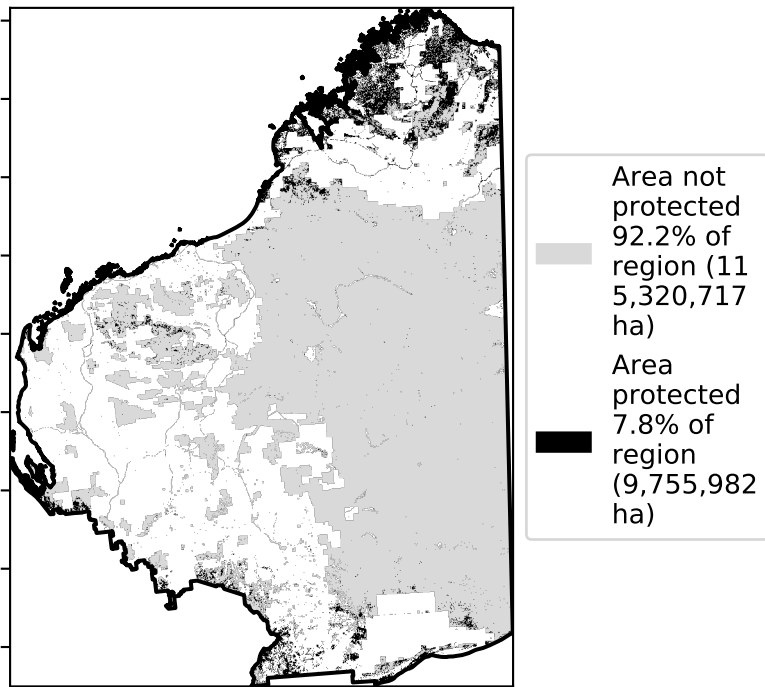 Area not
protected
92.2% of
region (11
5,320,717
ha)
Area
protected
7.8% of
region
(9,755,982
ha)